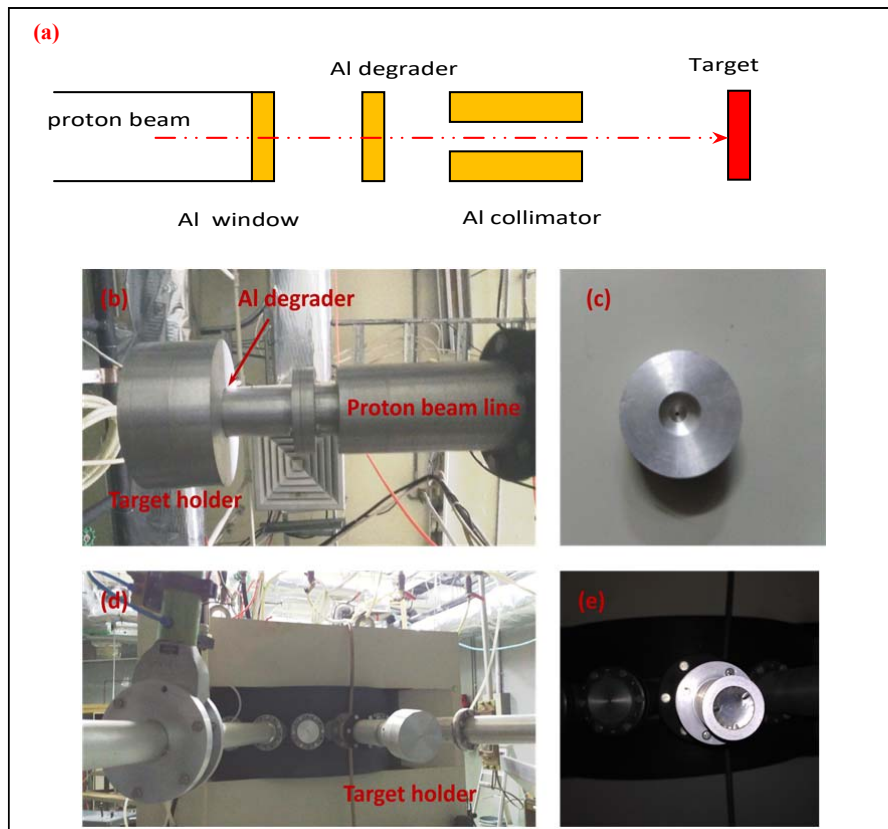 (a)
Al degrader
Target
proton beam
Al window
Al collimator
(b)
Al degrader
Proton beam line
Target holder
(c)
(d)
Target holder
(e)